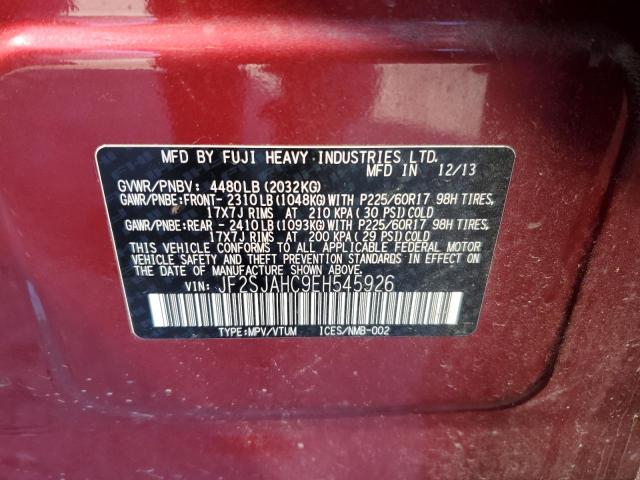 MFD BY FUJI HEAVY INDUSTRIES LTD.
MFD IN 12/13
GVWR/PNBV: 4480LB(2032KG)
GAWR/PNBE:FRONT- 2310LB(1048KG)WITH P225/60R17 98H TIRES,
17X7J RIMS AT 210 KPA(30 PSI)COLD
GAWR/PNBE:REAR - 2410LB(1093KG)WITH P225/60R17 98H TIRES,
17X7J RIMS AT 200 KPA(29 PSI)COLD
THIS VEHICLE CONFORMS TO ALL APPLICABLE FEDERAL MOTOR
VEHICLE SAFETY,BUMPER, AND THEFT PREVENTION STANDARDS
IN EFFECT ON THE DATE OF MANUFACTURE SHOWN ABOVE.
VIN: JF2SJAHC9EH545926
TYPE:MPV/VTUM ICES/NMB-002